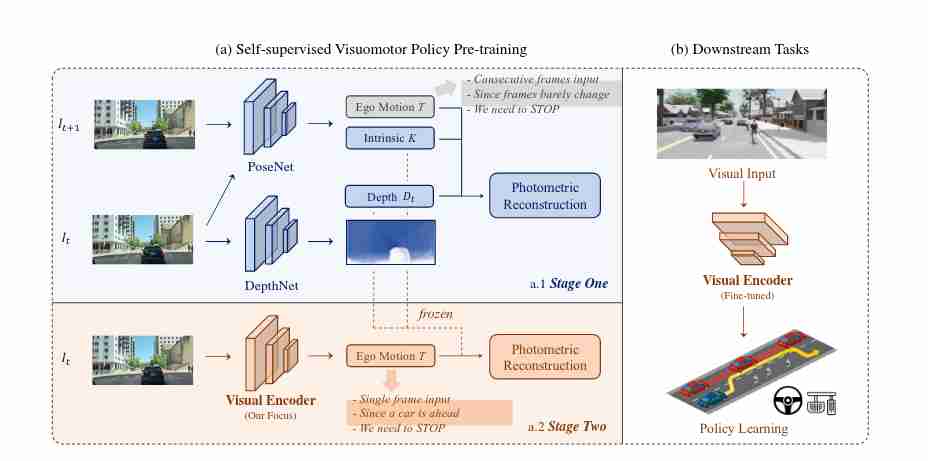 (a) Self-supervised Visuomotor Policy Pre-training
(b) Downstream Tasks
I_{t+1}
PoseNet
Ego Motion T
Intrinsic K
- Consecutive frames input
- Since frames barely change
- We need to STOP
Depth D_t
Photometric
Reconstruction
I_t
DepthNet
a.1 Stage One
frozen
I_t
Visual Encoder
(Our Focus)
Ego Motion T
Photometric
Reconstruction
- Single frame input
- Since a car is ahead
- We need to STOP
a.2 Stage Two
Visual Input
Visual Encoder
(Fine-tuned)
Policy Learning